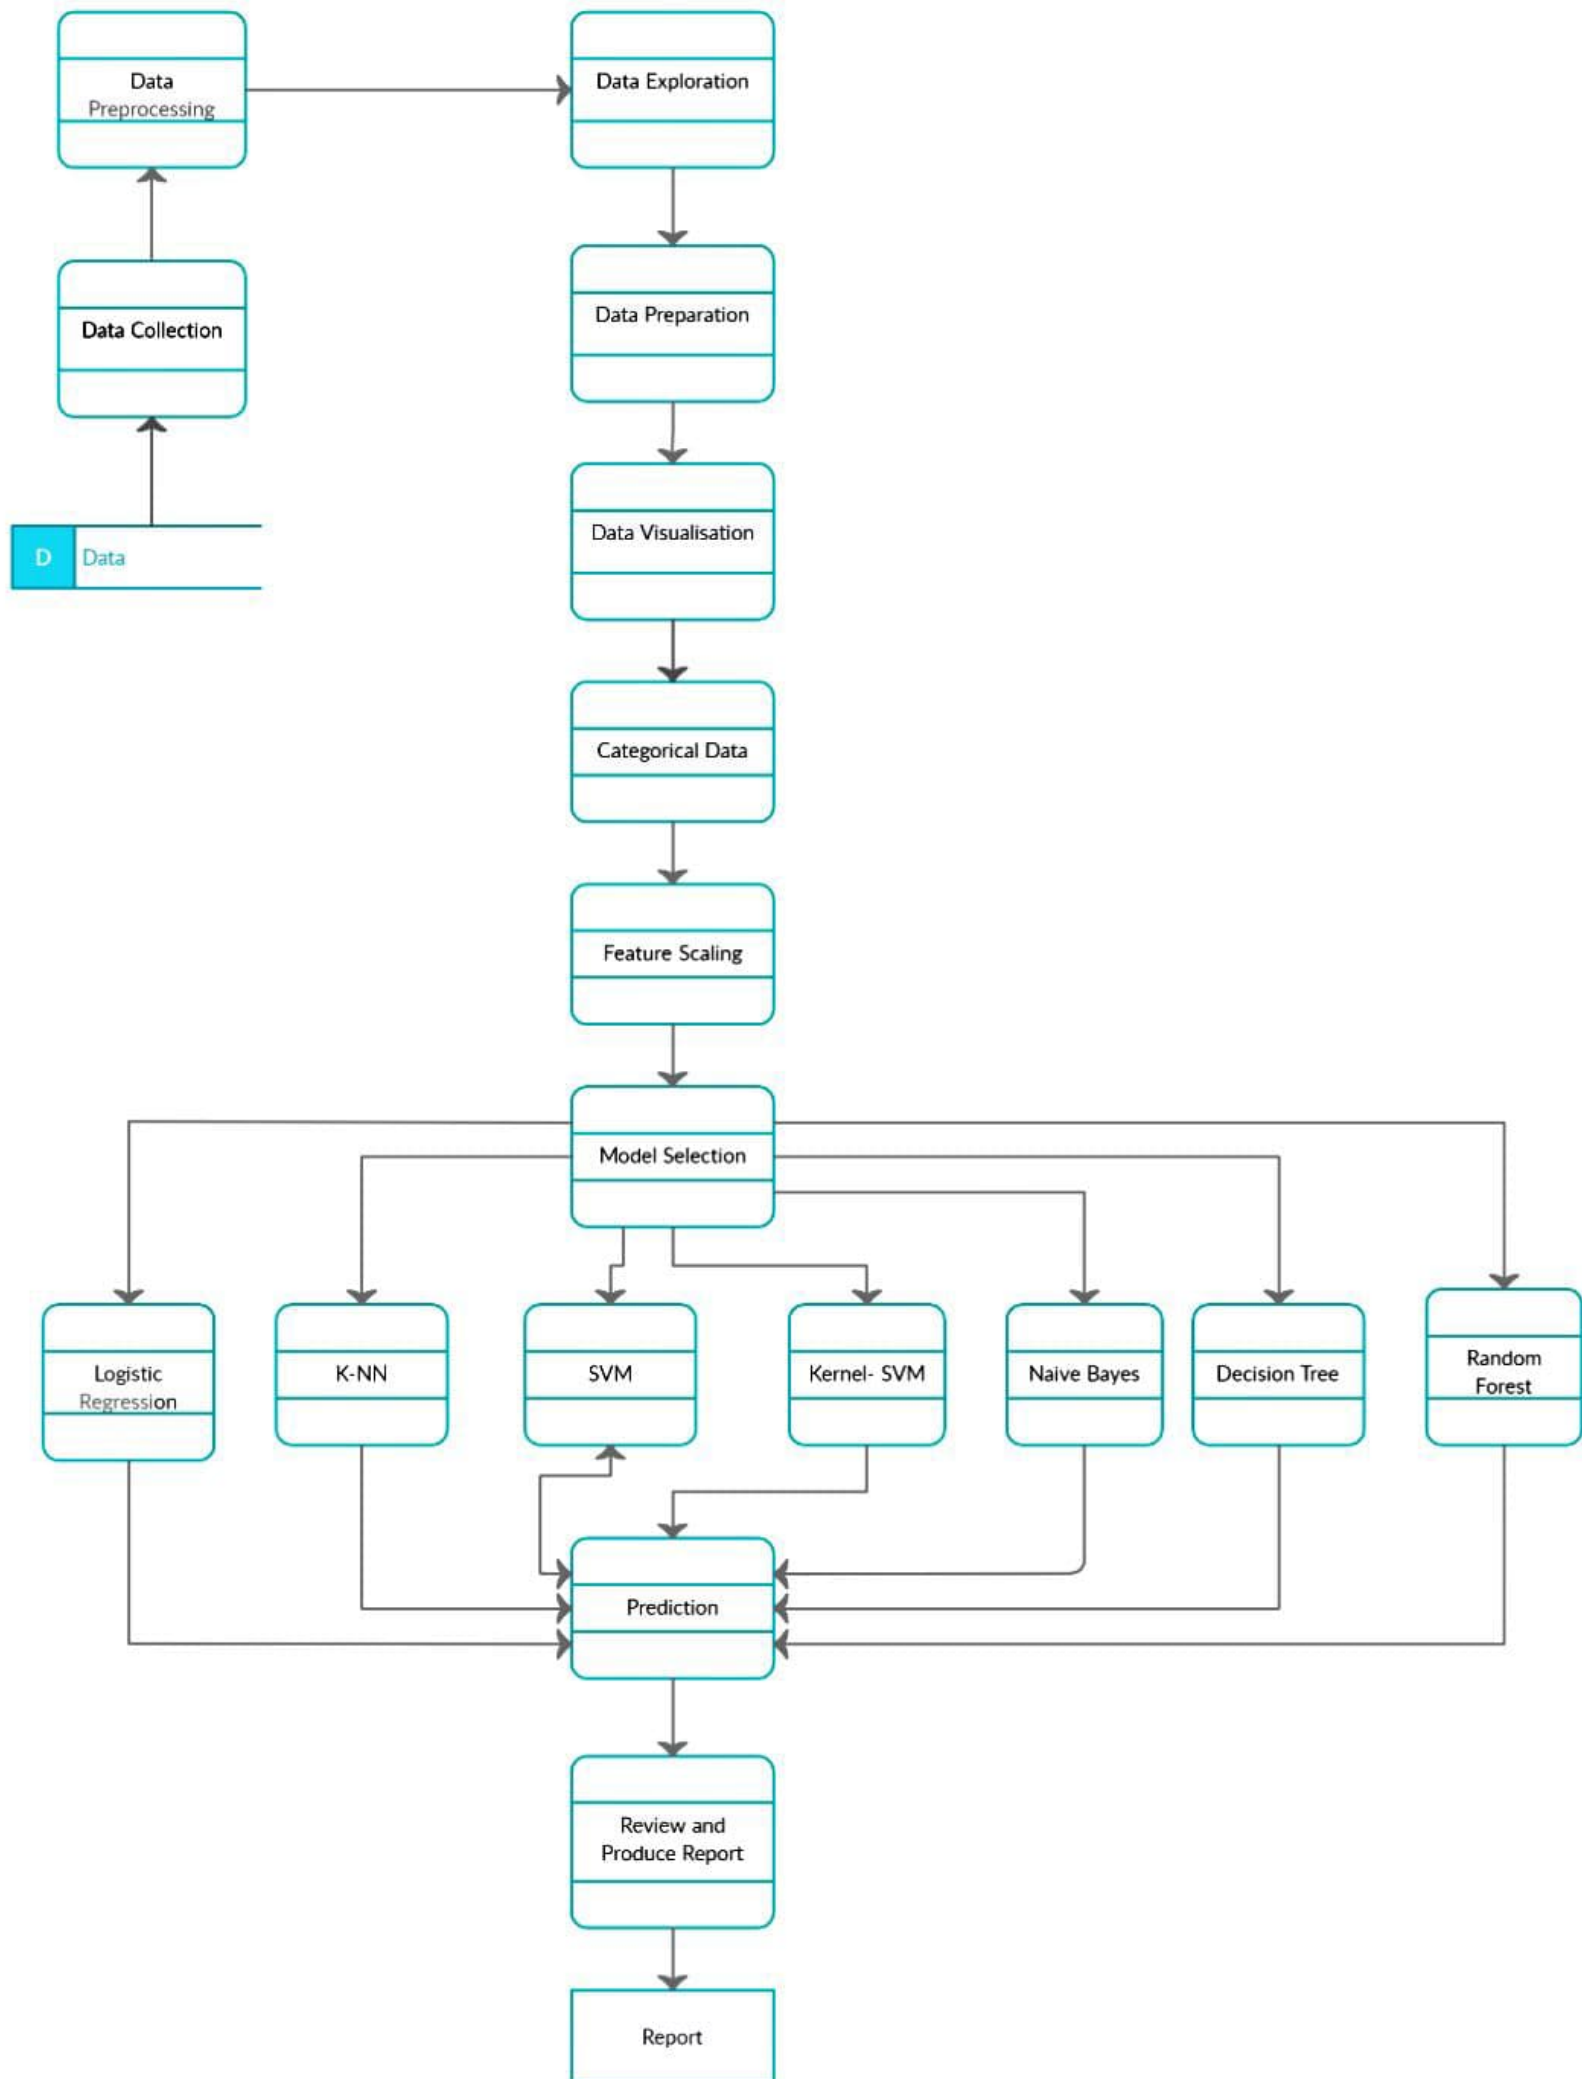 Data
Preprocessing
Data Exploration
Data Collection
Data Preparation
D
Data
Data Visualisation
Categorical Data
Feature Scaling
Model Selection
Logistic
Regression
K-NN
SVM
Kernel- SVM
Naive Bayes
Decision Tree
Random
Forest
Prediction
Review and
Produce Report
Report